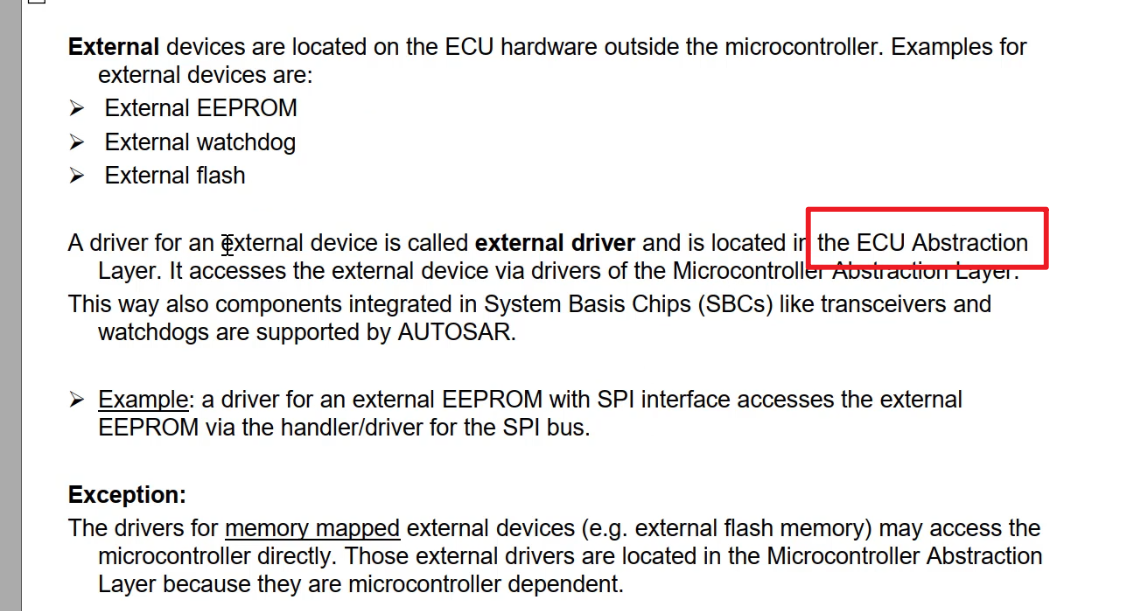 External devices are located on the ECU hardware outside the microcontroller. Examples for
external devices are:
➢ External EEPROM
➢ External watchdog
➢ External flash
A driver for an external device is called external driver and is located in the ECU Abstraction
Layer. It accesses the external device via drivers of the Microcontroller Abstraction Layer.
This way also components integrated in System Basis Chips (SBCs) like transceivers and
watchdogs are supported by AUTOSAR.
➢ Example: a driver for an external EEPROM with SPI interface accesses the external
EEPROM via the handler/driver for the SPI bus.
Exception:
The drivers for memory mapped external devices (e.g. external flash memory) may access the
microcontroller directly. Those external drivers are located in the Microcontroller Abstraction
Layer because they are microcontroller dependent.